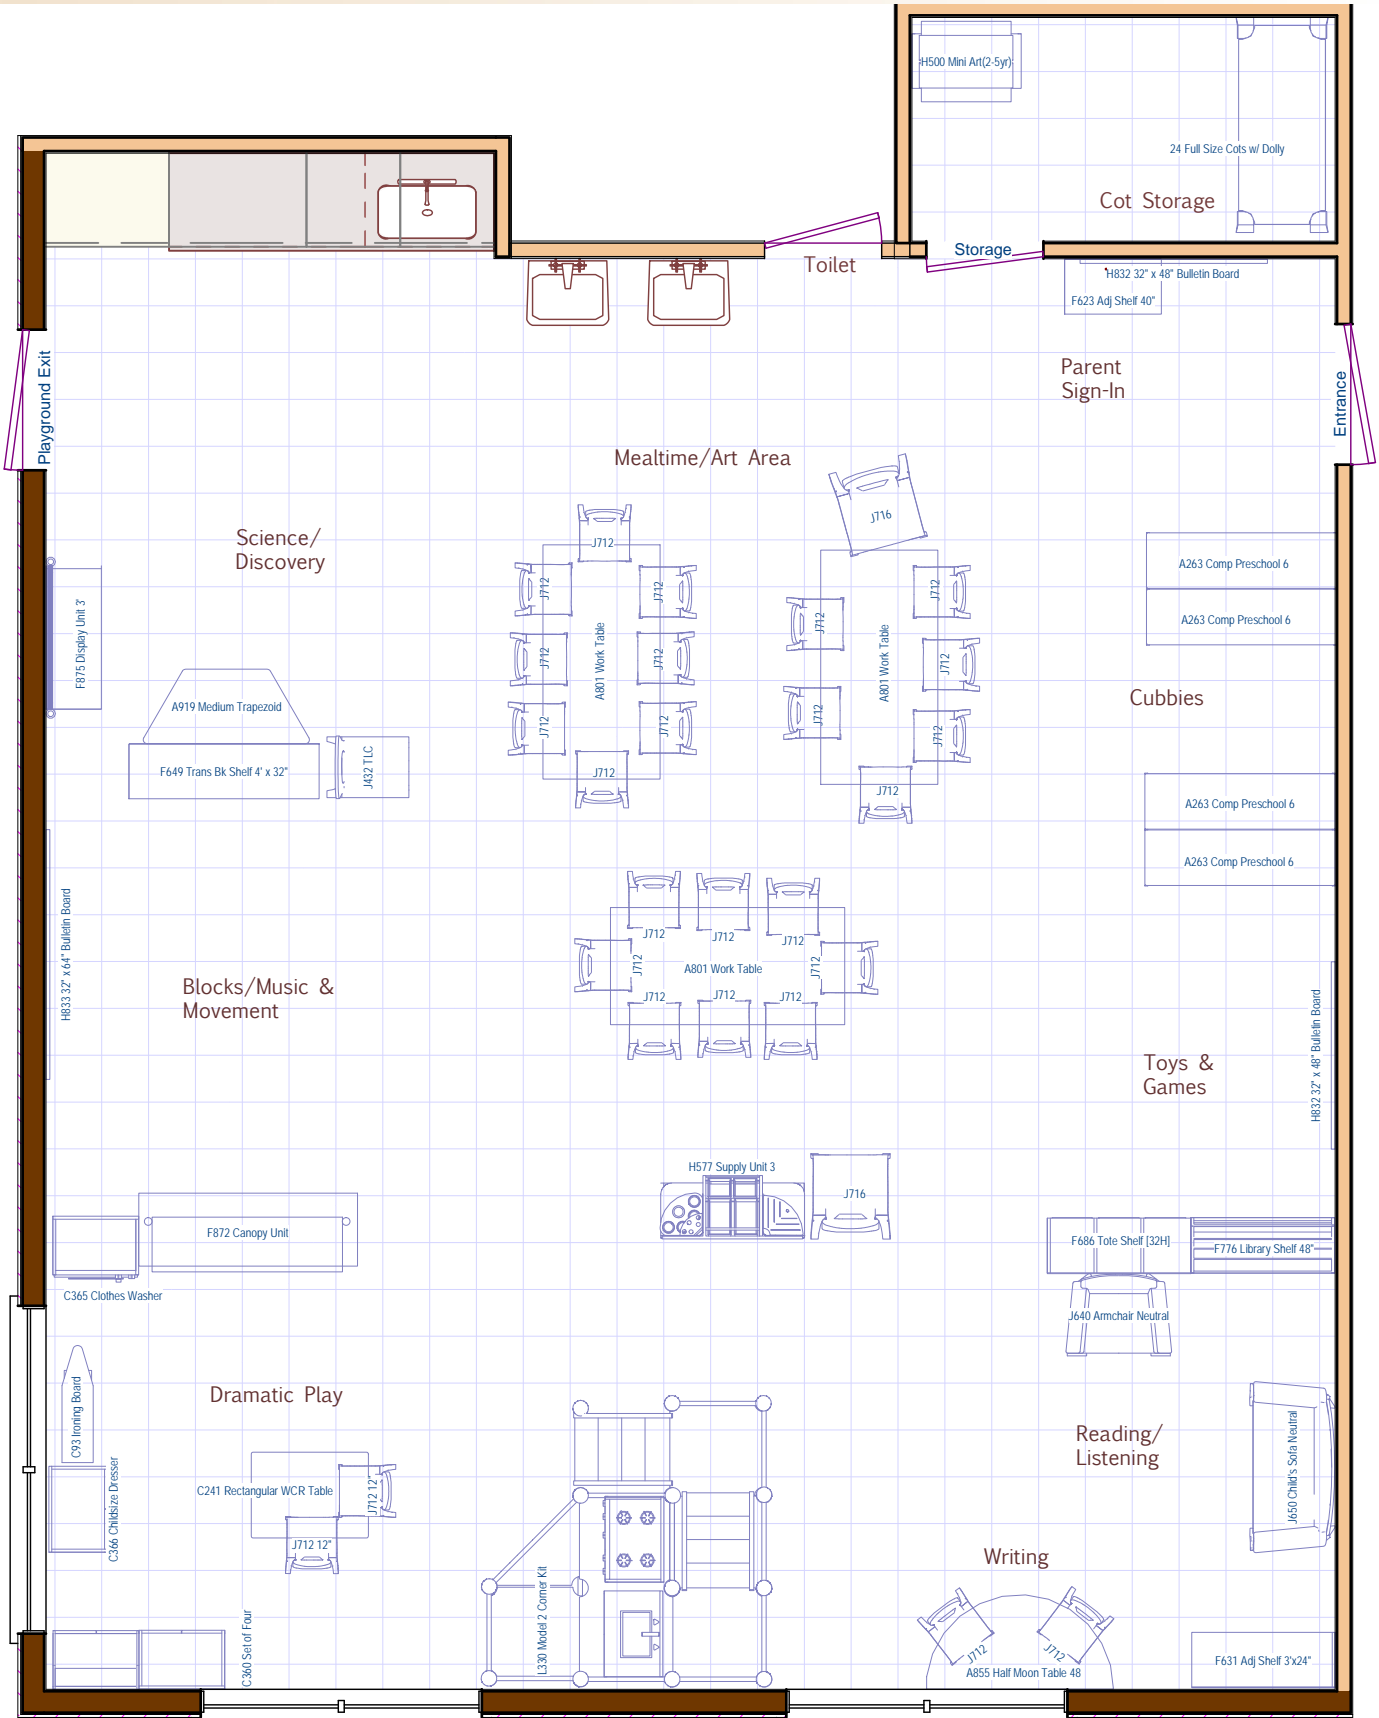 H500 Mini Art(2-5yr)
24 Full Size Cots w/ Dolly
Cot Storage
Storage
Toilet
H832 32" x 48" Bulletin Board
F623 Adj Shelf 40"
Playground Exit
Parent
Sign-In
Entrance
Mealtime/Art Area
Science/
Discovery
J716
J712
J712
J712
J712
J712
J712
J712
J712
A801 Work Table
J712
J712
J712
J712
J712
J712
A801 Work Table
A263 Comp Preschool 6
A263 Comp Preschool 6
F875 Display Unit 3'
Cubbies
A919 Medium Trapezoid
F649 Trans Bk Shelf 4' x 32"
J432 TLC
A263 Comp Preschool 6
A263 Comp Preschool 6
H833 32" x 64" Bulletin Board
Blocks/Music &
Movement
J712
J712
J712
J712
A801 Work Table
J712
J712
J712
J712
Toys &
Games
H832 32" x 48" Bulletin Board
H577 Supply Unit 3
J716
F872 Canopy Unit
C365 Clothes Washer
F686 Tote Shelf [32H]
F776 Library Shelf 48"
J640 Armchair Neutral
Dramatic Play
C93 Ironing Board
C366 Childsize Dresser
C241 Rectangular WCR Table
J712 12"
J712 12"
Reading/
Listening
J650 Child's Sofa Neutral
Writing
C360 Set of Four
L330 Model 2 Corner Kit
J712
J712
A855 Half Moon Table 48
F631 Adj Shelf 3'x24"